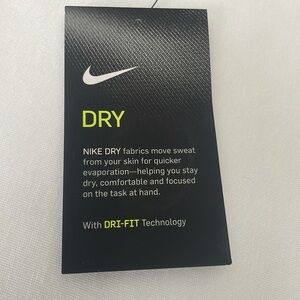 DRY
NIKE DRY fabrics move sweat
from your skin for quicker
evaporation—helping you stay
dry, comfortable and focused
on the task at hand.
With DRI-FIT Technology